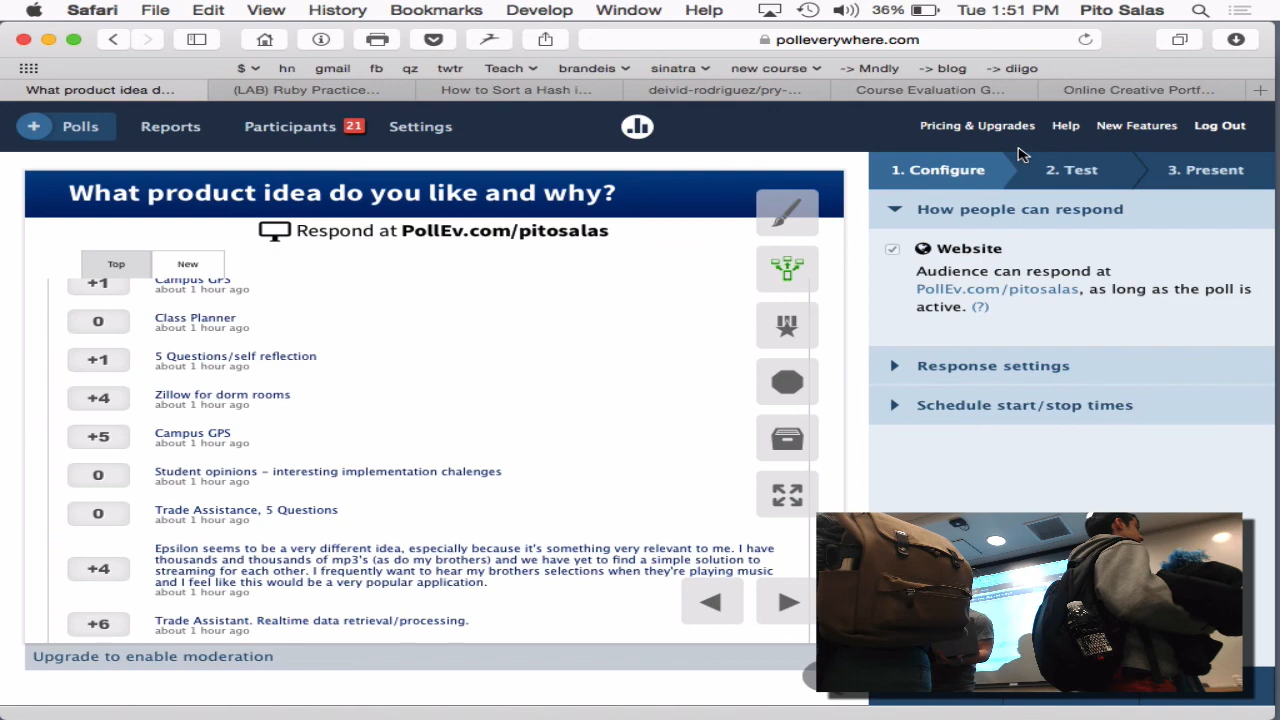 Safari File Edit View History Bookmarks Develop Window Help 36% Tue 1:51 PM Pito Salas
polleverywhere.com
$ hn gmail fb qz twtr Teach brandeis sinatra new course -> Mndly -> blog -> diigo
What product idea d... (LAB) Ruby Practice... How to Sort a Hash i... deivid-rodriguez/pry-... Course Evaluation G... Online Creative Portf...
+ Polls Reports Participants 21 Settings Pricing & Upgrades Help New Features Log Out
1. Configure 2. Test 3. Present
What product idea do you like and why?
Respond at PollEv.com/pitosalas
Top New
+1 Campus GPS
about 1 hour ago
0 Class Planner
about 1 hour ago
+1 5 Questions/self reflection
about 1 hour ago
+4 Zillow for dorm rooms
about 1 hour ago
+5 Campus GPS
about 1 hour ago
0 Student opinions - interesting implementation chalenges
about 1 hour ago
0 Trade Assistance, 5 Questions
about 1 hour ago
Epsilon seems to be a very different idea, especially because it's something very relevant to me. I have
thousands and thousands of mp3's (as do my brothers) and we have yet to find a simple solution to
+4 streaming for each other. I frequently want to hear my brothers selections when they're playing music
and I feel like this would be a very popular application.
about 1 hour ago
+6 Trade Assistant. Realtime data retrieval/processing.
about 1 hour ago
Upgrade to enable moderation
How people can respond
Website
Audience can respond at
PollEv.com/pitosalas, as long as the poll is
active. (?)
Response settings
Schedule start/stop times